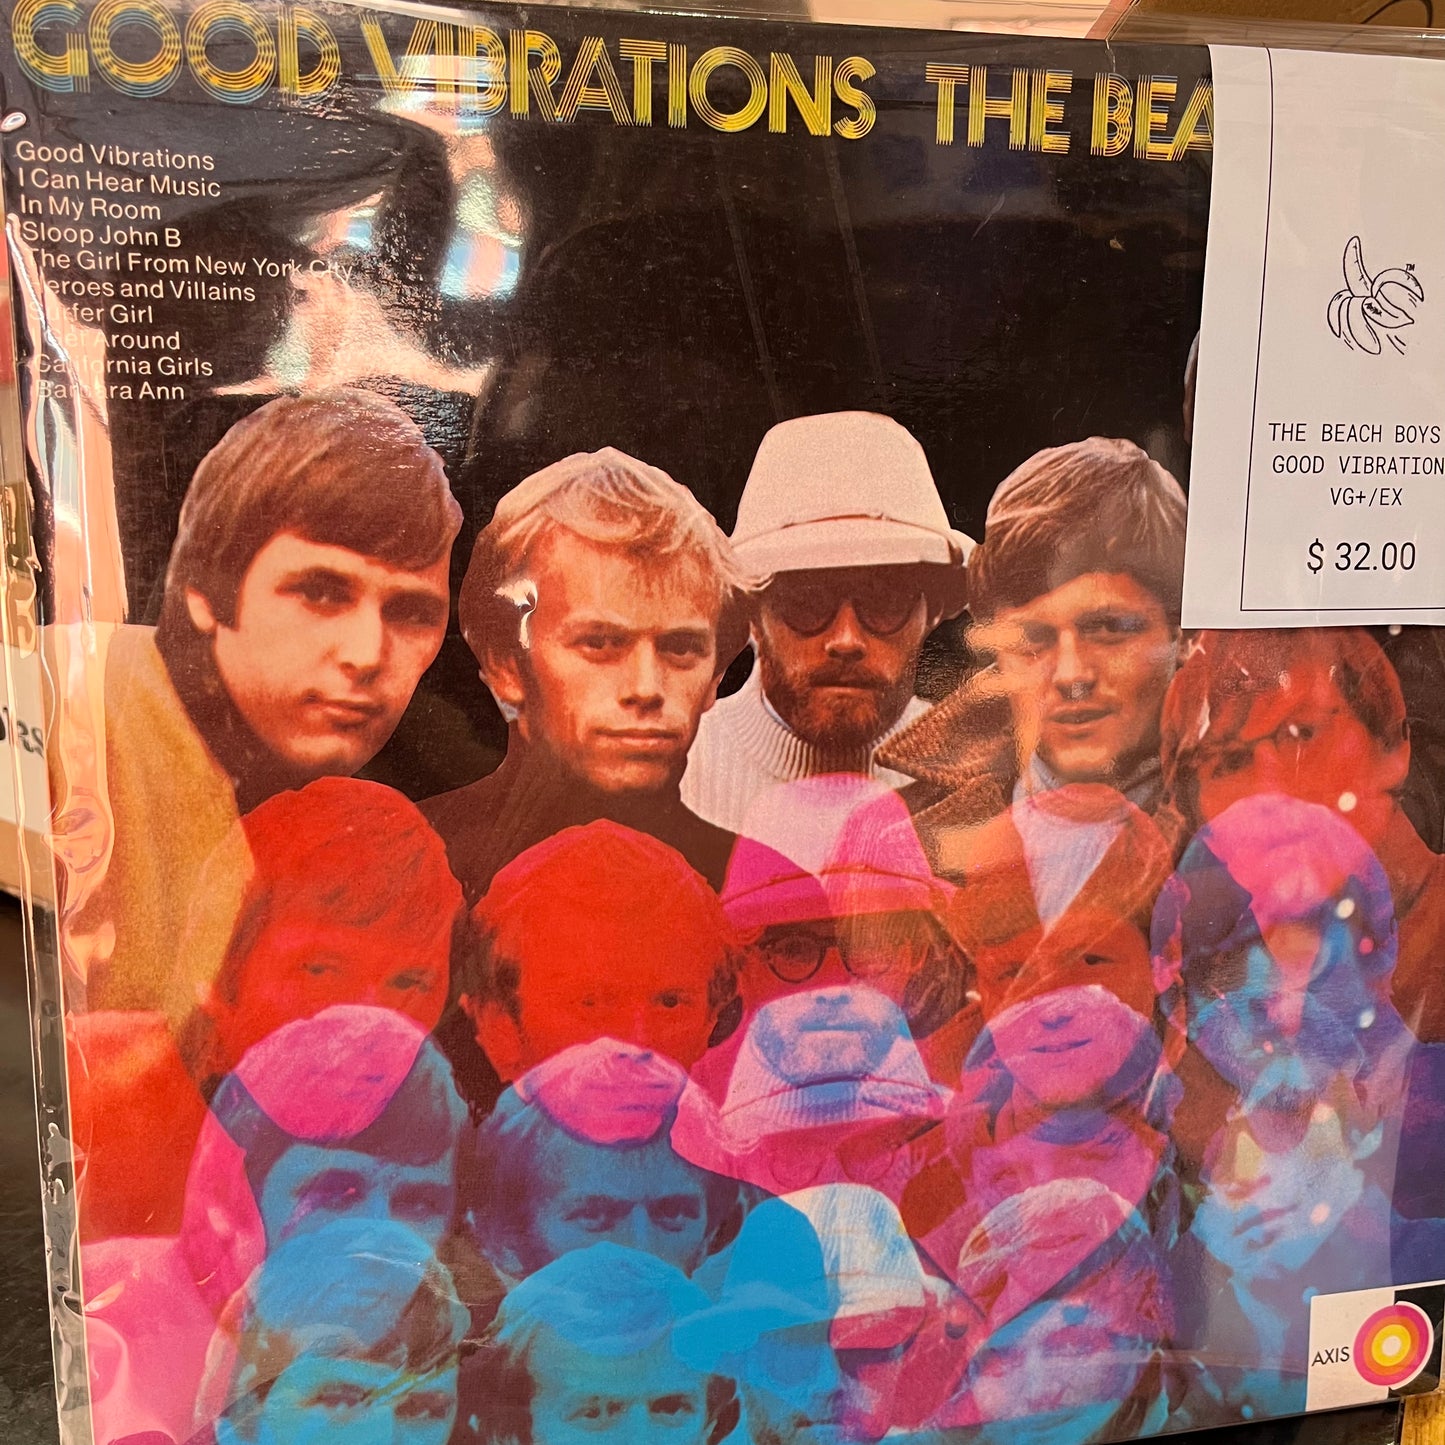 GOOD VIBRATIONS THE BEA
Good Vibrations
I Can Hear Music
In My Room
Sloop John B
The Girl From New York City
Heroes and Villains
Surfer Girl
Get Around
California Girls
Barbara Ann
TM
THE BEACH BOYS
GOOD VIBRATION
VG+/EX
$ 32.00
AXIS